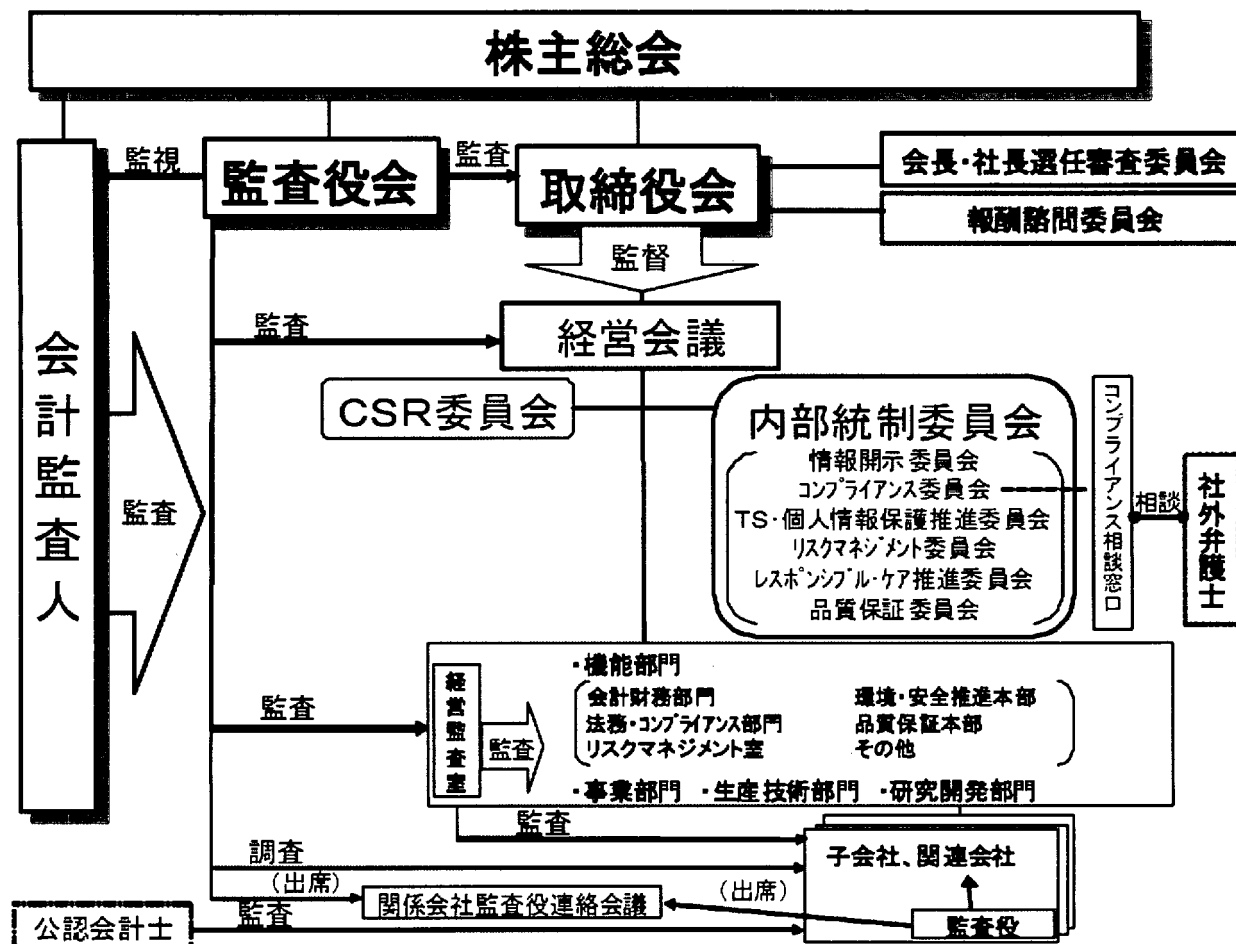 株主総会
会計監査人
監視
監査役会
監査
取締役会
会長・社長選任審査委員会
報酬諮問委員会
監督
監査
経営会議
監査
CSR委員会
内部統制委員会
情報開示委員会
コンプライアンス委員会
TS・個人情報保護推進委員会
リスクマネジメント委員会
レスポンシブル・ケア推進委員会
品質保証委員会
コンプライアンス相談窓口
相談
社外弁護士
監査
経営監査室
監査
・機能部門
会計財務部門
環境・安全推進本部
法務・コンプライアンス部門
品質保証本部
リスクマネジメント室
その他
・事業部門 ・生産技術部門 ・研究開発部門
監査
調査
子会社、関連会社
(出席)
関係会社監査役連絡会議
(出席)
監査役
公認会計士
監査